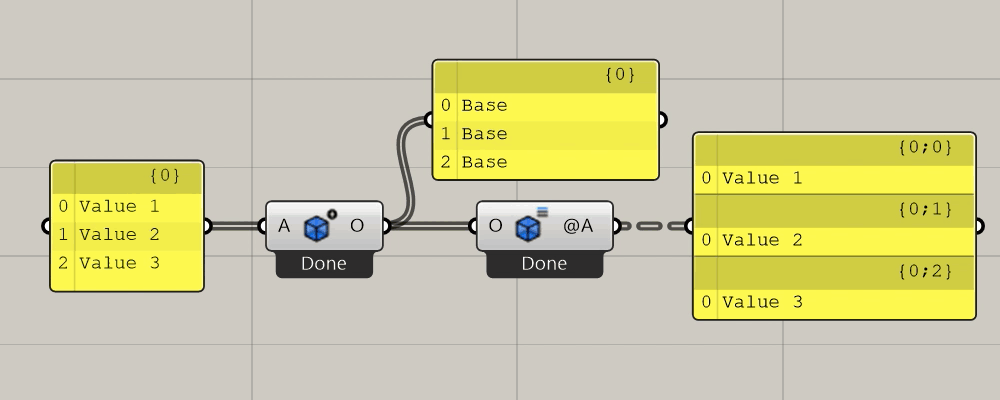 {0}
0 Value 1
1 Value 2
2 Value 3
A O
Done
{0}
0 Base
1 Base
2 Base
O @A
Done
{0;0}
0 Value 1
{0;1}
0 Value 2
{0;2}
0 Value 3